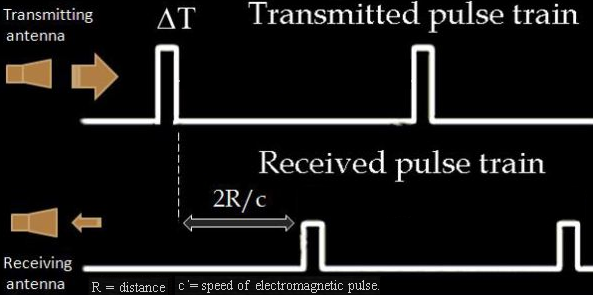 Transmitting
antenna
ΔT
Transmitted pulse train
Received pulse train
2R/c
Receiving
antenna
R = distance c = speed of electromagnetic pulse.